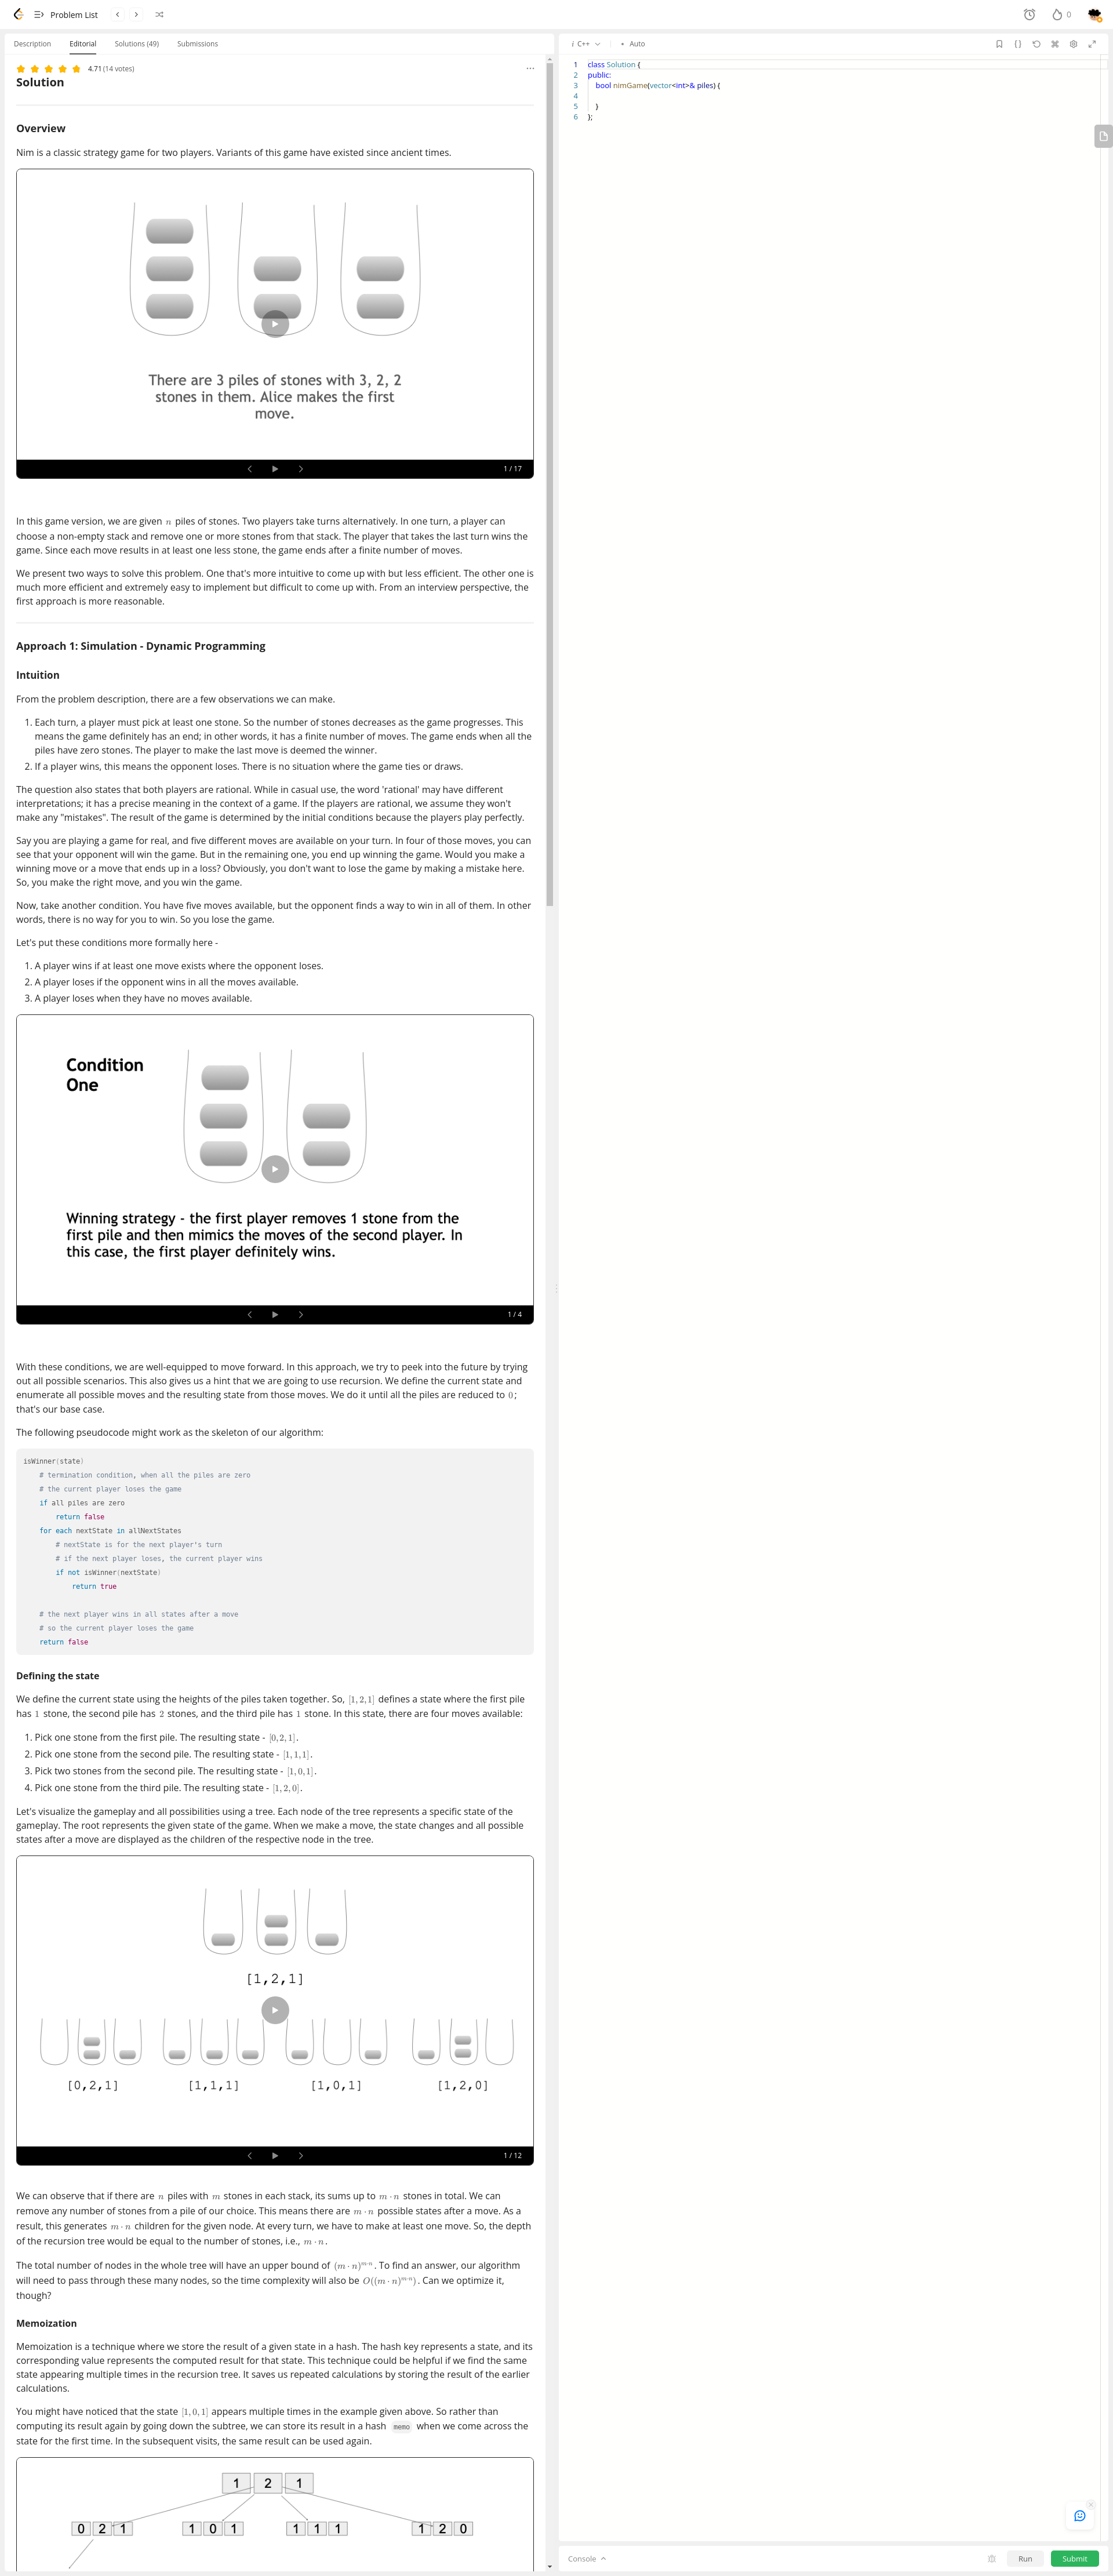 Problem List
0
Description Editorial Solutions (49) Submissions
4.71 (14 votes)
Solution
Overview
Nim is a classic strategy game for two players. Variants of this game have existed since ancient times.
There are 3 piles of stones with 3, 2, 2
stones in them. Alice makes the first
move.
1 / 17
In this game version, we are given n piles of stones. Two players take turns alternatively. In one turn, a player can
choose a non-empty stack and remove one or more stones from that stack. The player that takes the last turn wins the
game. Since each move results in at least one less stone, the game ends after a finite number of moves.
We present two ways to solve this problem. One that's more intuitive to come up with but less efficient. The other one is
much more efficient and extremely easy to implement but difficult to come up with. From an interview perspective, the
first approach is more reasonable.
Approach 1: Simulation - Dynamic Programming
Intuition
From the problem description, there are a few observations we can make.
1. Each turn, a player must pick at least one stone. So the number of stones decreases as the game progresses. This
means the game definitely has an end; in other words, it has a finite number of moves. The game ends when all the
piles have zero stones. The player to make the last move is deemed the winner.
2. If a player wins, this means the opponent loses. There is no situation where the game ties or draws.
The question also states that both players are rational. While in casual use, the word 'rational' may have different
interpretations; it has a precise meaning in the context of a game. If the players are rational, we assume they won't
make any "mistakes". The result of the game is determined by the initial conditions because the players play perfectly.
Say you are playing a game for real, and five different moves are available on your turn. In four of those moves, you can
see that your opponent will win the game. But in the remaining one, you end up winning the game. Would you make a
winning move or a move that ends up in a loss? Obviously, you don't want to lose the game by making a mistake here.
So, you make the right move, and you win the game.
Now, take another condition. You have five moves available, but the opponent finds a way to win in all of them. In other
words, there is no way for you to win. So you lose the game.
Let's put these conditions more formally here -
1. A player wins if at least one move exists where the opponent loses.
2. A player loses if the opponent wins in all the moves available.
3. A player loses when they have no moves available.
Condition
One
Winning strategy - the first player removes 1 stone from the
first pile and then mimics the moves of the second player. In
this case, the first player definitely wins.
1 / 4
With these conditions, we are well-equipped to move forward. In this approach, we try to peek into the future by trying
out all possible scenarios. This also gives us a hint that we are going to use recursion. We define the current state and
enumerate all possible moves and the resulting state from those moves. We do it until all the piles are reduced to 0;
that's our base case.
The following pseudocode might work as the skeleton of our algorithm:
isWinner(state)
# termination condition, when all the piles are zero
# the current player loses the game
if all piles are zero
return false
for each nextState in allNextStates
# nextState is for the next player's turn
# if the next player loses, the current player wins
if not isWinner(nextState)
return true
# the next player wins in all states after a move
# so the current player loses the game
return false
Defining the state
We define the current state using the heights of the piles taken together. So, [1, 2, 1] defines a state where the first pile
has 1 stone, the second pile has 2 stones, and the third pile has 1 stone. In this state, there are four moves available:
1. Pick one stone from the first pile. The resulting state - [0, 2, 1].
2. Pick one stone from the second pile. The resulting state - [1, 1, 1].
3. Pick two stones from the second pile. The resulting state - [1, 0, 1].
4. Pick one stone from the third pile. The resulting state - [1, 2, 0].
Let's visualize the gameplay and all possibilities using a tree. Each node of the tree represents a specific state of the
gameplay. The root represents the given state of the game. When we make a move, the state changes and all possible
states after a move are displayed as the children of the respective node in the tree.
[1,2,1]
[0,2,1] [1,1,1] [1,0,1] [1,2,0]
1 / 12
We can observe that if there are n piles with m stones in each stack, its sums up to m · n stones in total. We can
remove any number of stones from a pile of our choice. This means there are m · n possible states after a move. As a
result, this generates m · n children for the given node. At every turn, we have to make at least one move. So, the depth
of the recursion tree would be equal to the number of stones, i.e., m · n.
The total number of nodes in the whole tree will have an upper bound of (m · n)^{m·n}. To find an answer, our algorithm
will need to pass through these many nodes, so the time complexity will also be O((m · n)^{m·n}). Can we optimize it,
though?
Memoization
Memoization is a technique where we store the result of a given state in a hash. The hash key represents a state, and its
corresponding value represents the computed result for that state. This technique could be helpful if we find the same
state appearing multiple times in the recursion tree. It saves us repeated calculations by storing the result of the earlier
calculations.
You might have noticed that the state [1, 0, 1] appears multiple times in the example given above. So rather than
computing its result again by going down the subtree, we can store its result in a hash memo when we come across the
state for the first time. In the subsequent visits, the same result can be used again.
1 2 1
0 2 1 1 0 1 1 1 1 1 2 0
i C++ Auto
1 class Solution {
2 public:
3 bool nimGame(vector<int>& piles) {
4
5 }
6 };
Console Run Submit